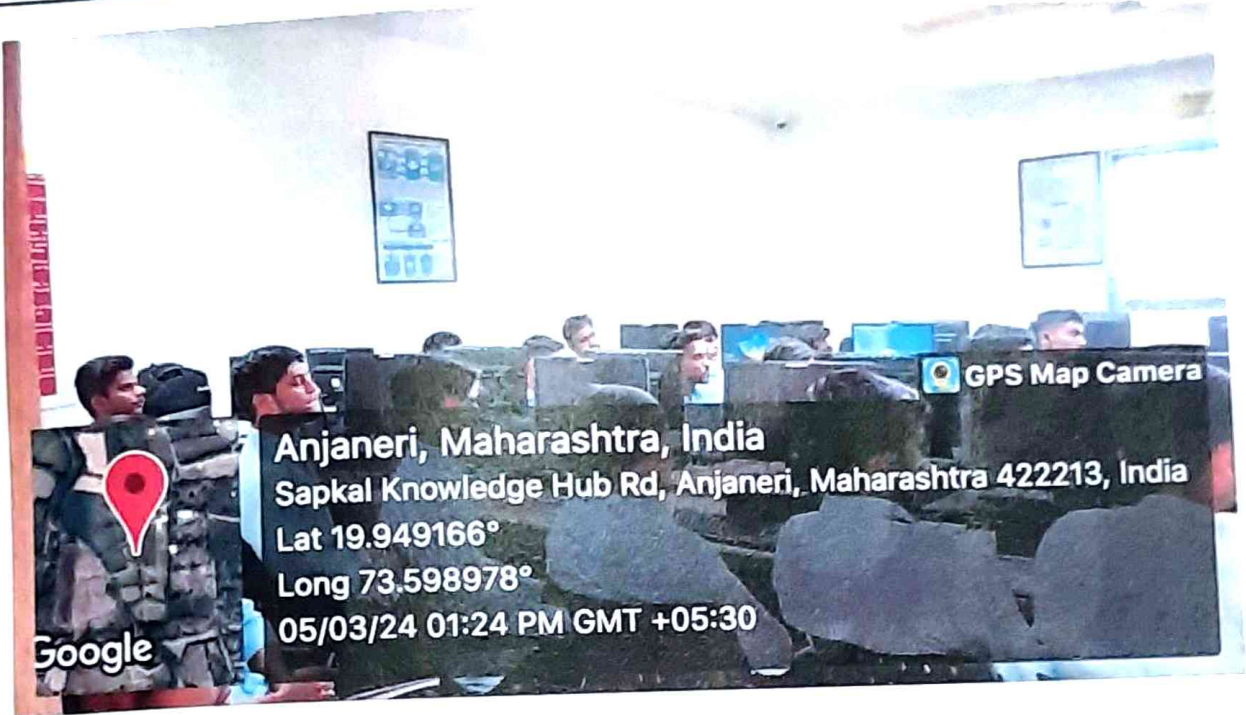 GPS Map Camera
Anjaneri, Maharashtra, India
Sapkal Knowledge Hub Rd, Anjaneri, Maharashtra 422213, India
Lat 19.949166°
Long 73.598978°
05/03/24 01:24 PM GMT +05:30
Google